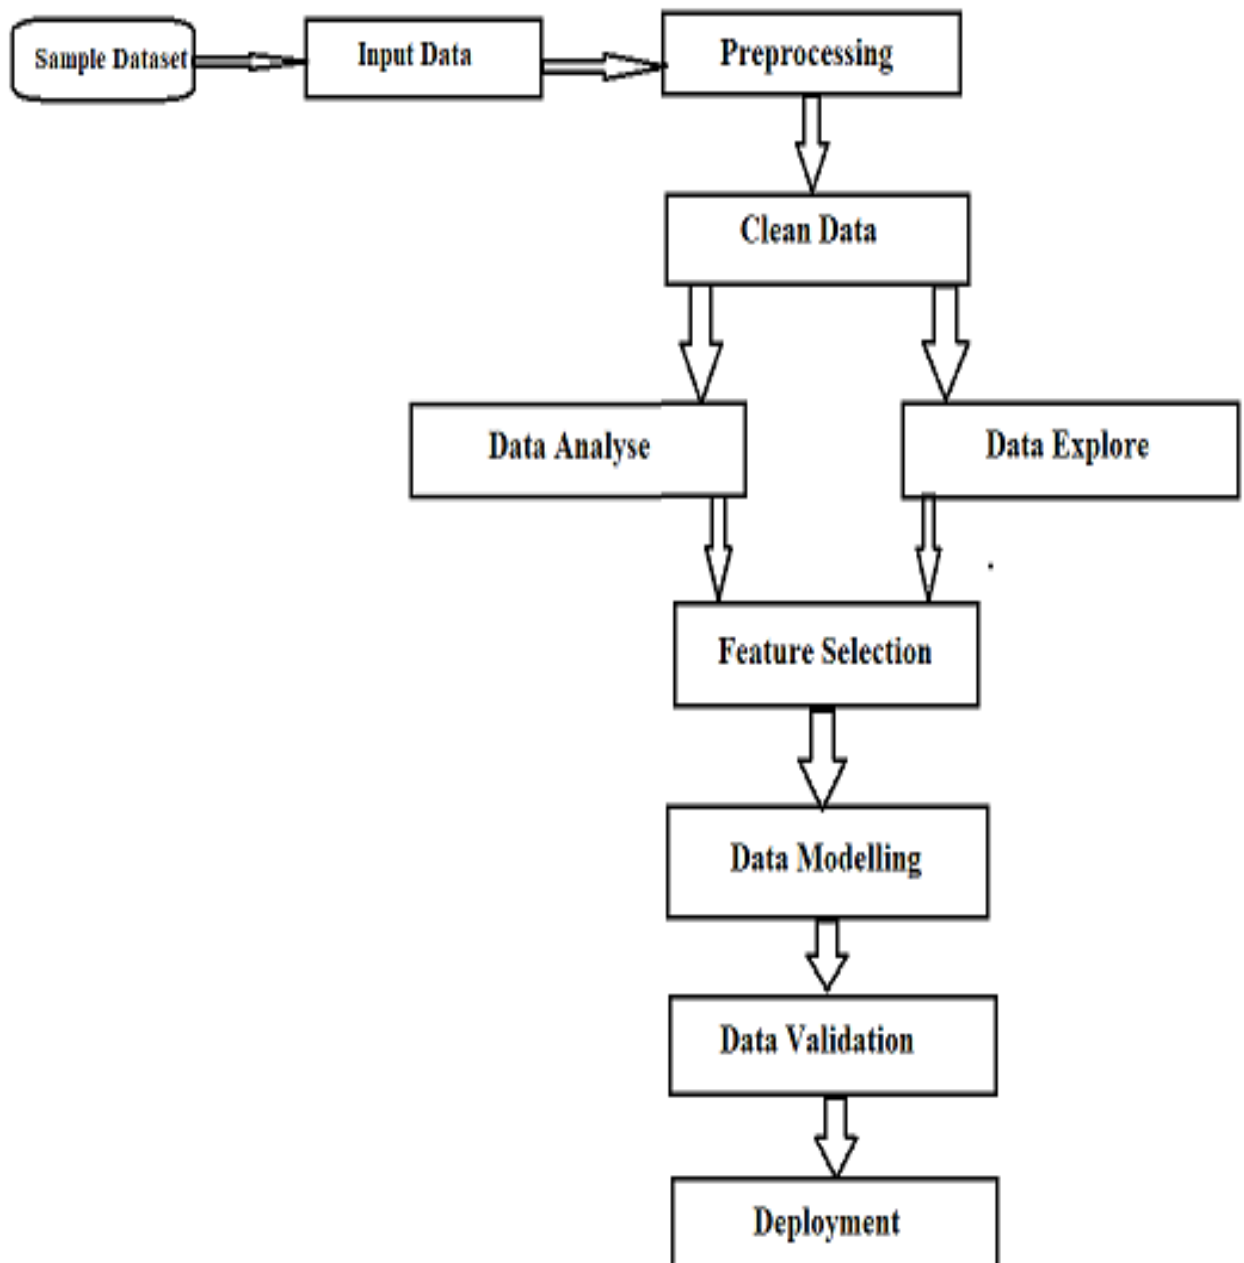 Sample Dataset
Input Data
Preprocessing
Clean Data
Data Analyse
Data Explore
Feature Selection
Data Modelling
Data Validation
Deployment